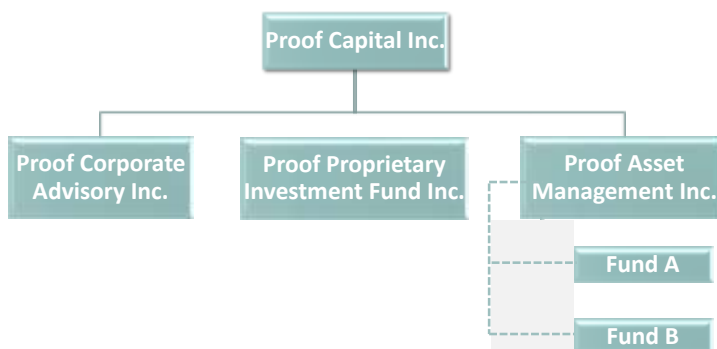 Proof Capital Inc.
Proof Corporate
Advisory Inc.
Proof Proprietary
Investment Fund Inc.
Proof Asset
Management Inc.
Fund A
Fund B